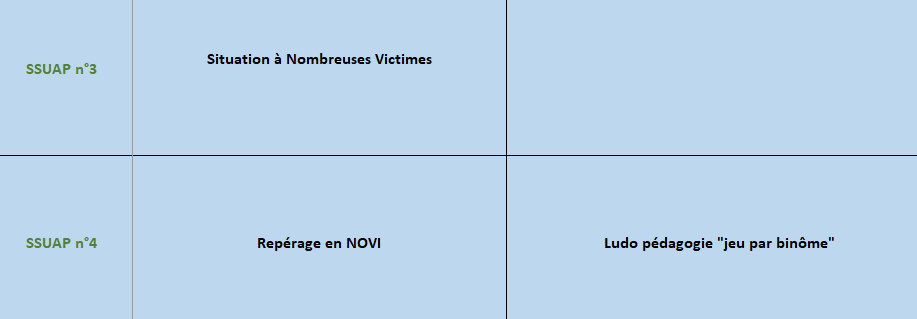 SSUAP n°3
Situation à Nombreuses Victimes
SSUAP n°4
Repérage en NOVI
Ludo pédagogie "jeu par binôme"